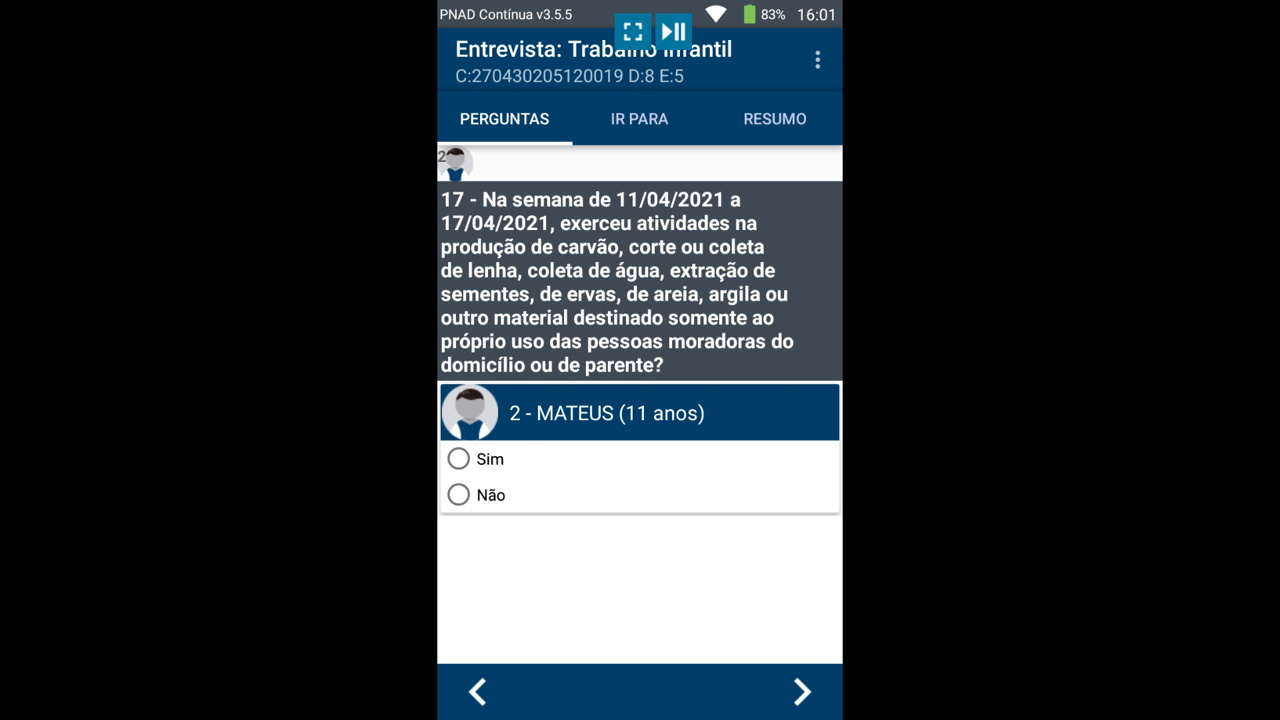 PNAD Contínua v3.5.5 83% 16:01
Entrevista: Trabalho Infantil
C:270430205120019 D:8 E:5
PERGUNTAS IR PARA RESUMO
2
17 - Na semana de 11/04/2021 a
17/04/2021, exerceu atividades na
produção de carvão, corte ou coleta
de lenha, coleta de água, extração de
sementes, de ervas, de areia, argila ou
outro material destinado somente ao
próprio uso das pessoas moradoras do
domicílio ou de parente?
2 - MATEUS (11 anos)
Sim
Não